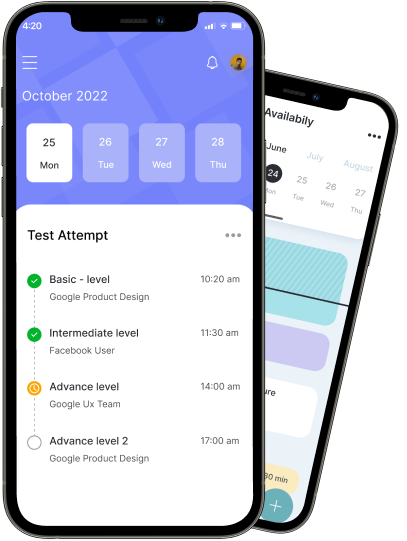 4:20
October 2022
25
26
27
28
Mon
Tue
Wed
Thu
Test Attempt
Basic - level
10:20 am
Google Product Design
Intermediate level
11:30 am
Facebook User
Advance level
14:00 am
Google Ux Team
Advance level 2
17:00 am
Google Product Design
Availabily
June
July
August
24
25
26
27
Mon
Tue
Wed
Thu
30 min